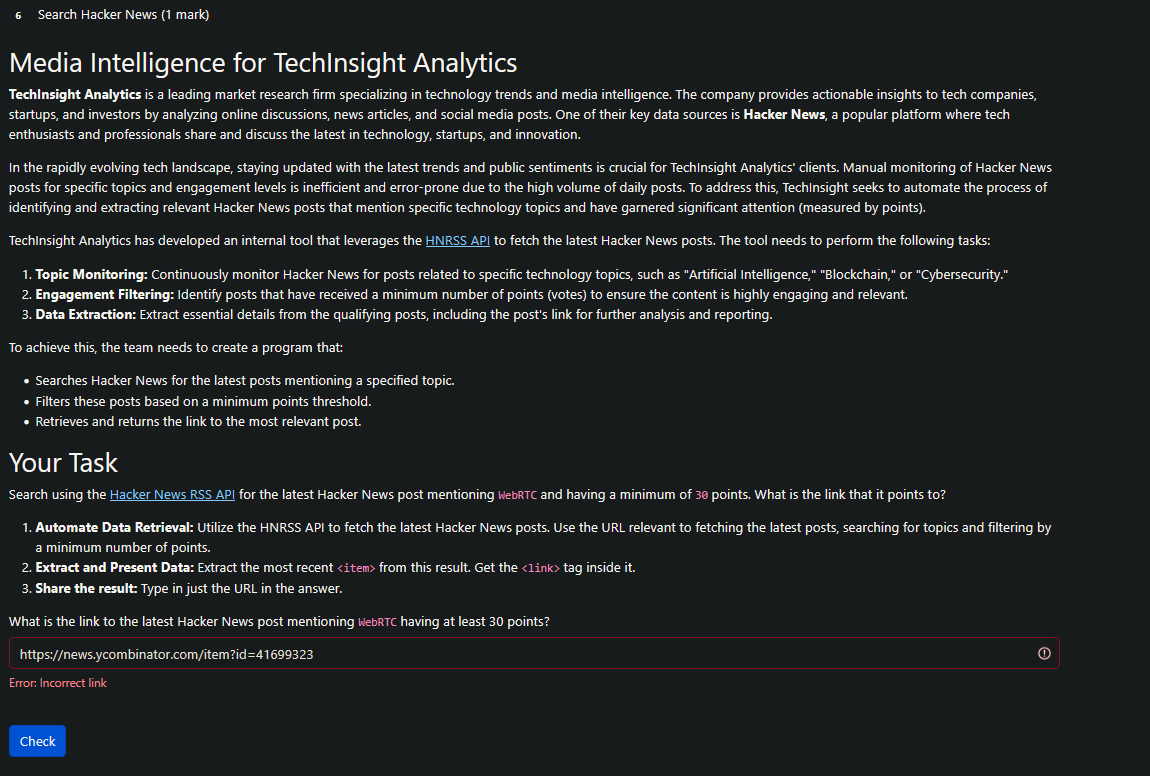 6 Search Hacker News (1 mark)
Media Intelligence for TechInsight Analytics
TechInsight Analytics is a leading market research firm specializing in technology trends and media intelligence. The company provides actionable insights to tech companies,
startups, and investors by analyzing online discussions, news articles, and social media posts. One of their key data sources is Hacker News, a popular platform where tech
enthusiasts and professionals share and discuss the latest in technology, startups, and innovation.
In the rapidly evolving tech landscape, staying updated with the latest trends and public sentiments is crucial for TechInsight Analytics' clients. Manual monitoring of Hacker News
posts for specific topics and engagement levels is inefficient and error-prone due to the high volume of daily posts. To address this, TechInsight seeks to automate the process of
identifying and extracting relevant Hacker News posts that mention specific technology topics and have garnered significant attention (measured by points).
TechInsight Analytics has developed an internal tool that leverages the HNRSS API to fetch the latest Hacker News posts. The tool needs to perform the following tasks:
1. Topic Monitoring: Continuously monitor Hacker News for posts related to specific technology topics, such as "Artificial Intelligence," "Blockchain," or "Cybersecurity."
2. Engagement Filtering: Identify posts that have received a minimum number of points (votes) to ensure the content is highly engaging and relevant.
3. Data Extraction: Extract essential details from the qualifying posts, including the post's link for further analysis and reporting.
To achieve this, the team needs to create a program that:
• Searches Hacker News for the latest posts mentioning a specified topic.
• Filters these posts based on a minimum points threshold.
• Retrieves and returns the link to the most relevant post.
Your Task
Search using the Hacker News RSS API for the latest Hacker News post mentioning WebRTC and having a minimum of 30 points. What is the link that it points to?
1. Automate Data Retrieval: Utilize the HNRSS API to fetch the latest Hacker News posts. Use the URL relevant to fetching the latest posts, searching for topics and filtering by
a minimum number of points.
2. Extract and Present Data: Extract the most recent <item> from this result. Get the <link> tag inside it.
3. Share the result: Type in just the URL in the answer.
What is the link to the latest Hacker News post mentioning WebRTC having at least 30 points?
https://news.ycombinator.com/item?id=41699323
Error: Incorrect link
Check